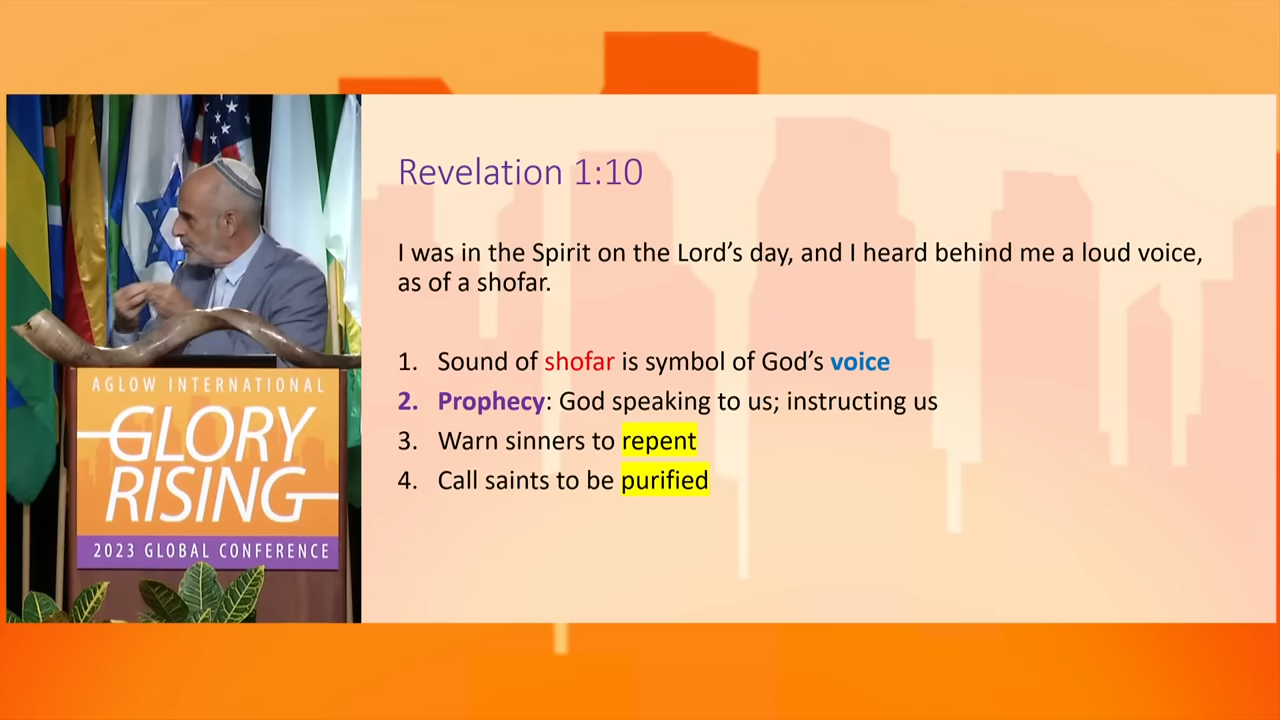 Revelation 1:10
I was in the Spirit on the Lord’s day, and I heard behind me a loud voice,
as of a shofar.
1. Sound of shofar is symbol of God’s voice
2. Prophecy: God speaking to us; instructing us
3. Warn sinners to repent
4. Call saints to be purified
AGLOW INTERNATIONAL
GLORY
RISING
2023 GLOBAL CONFERENCE